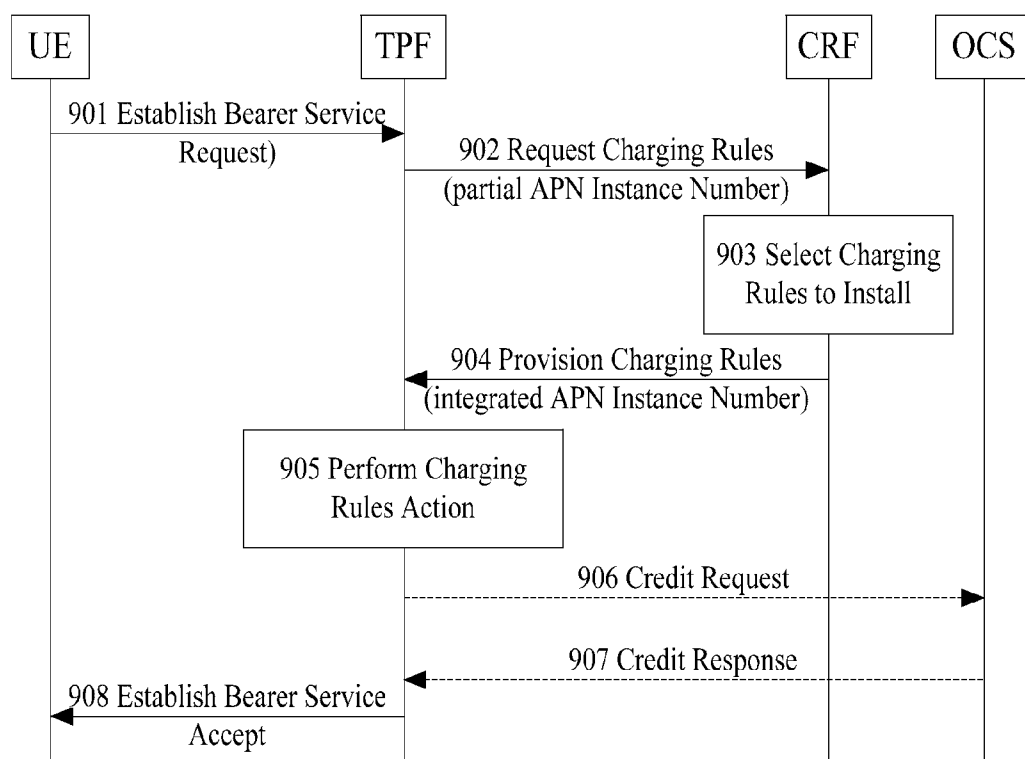 UE
TPF
CRF
OCS
901 Establish Bearer Service
Request)
902 Request Charging Rules
(partial APN Instance Number)
903 Select Charging
Rules to Install
904 Provision Charging Rules
(integrated APN Instance Number)
905 Perform Charging
Rules Action
906 Credit Request
907 Credit Response
908 Establish Bearer Service
Accept